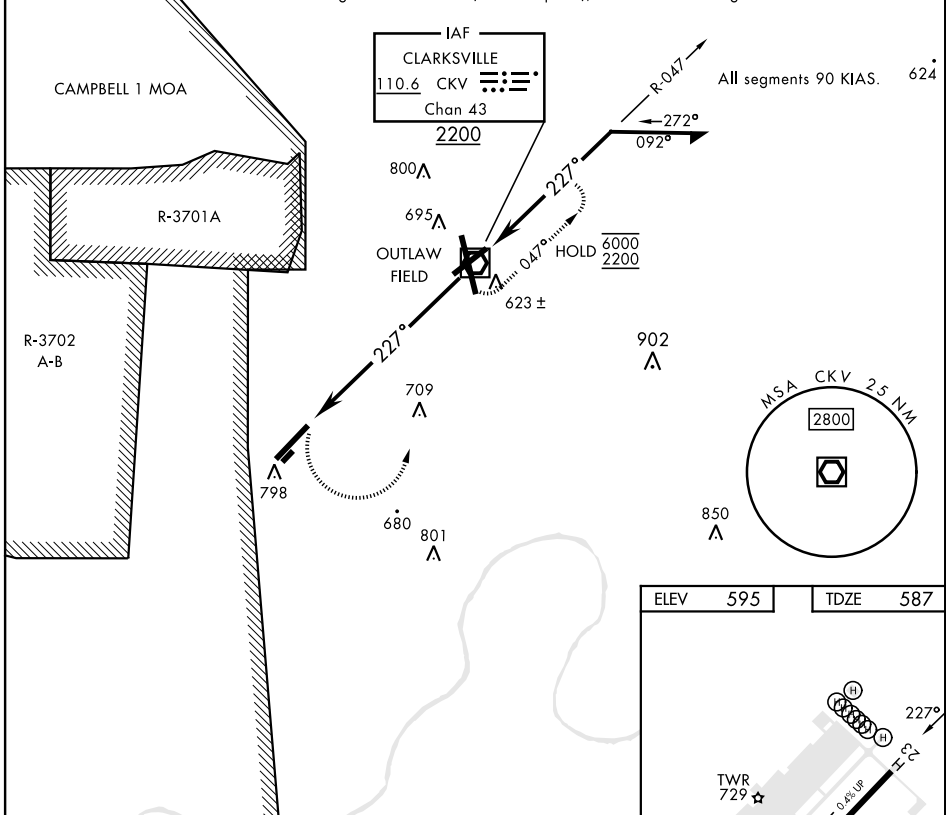 IAF
CLARKSVILLE
110.6 CKV
Chan 43
2200
CAMPBELL 1 MOA
R-047
All segments 90 KIAS.
624
272°
092°
800
227°
R-3701A
695
OUTLAW
FIELD
047°
HOLD 6000
2200
623 ±
R-3702
A-B
227°
902
709
MSA CKV 25 NM
2800
798
680
801
850
ELEV 595
TDZE 587
H
H
227°
H
23
TWR
729
0.4% UP